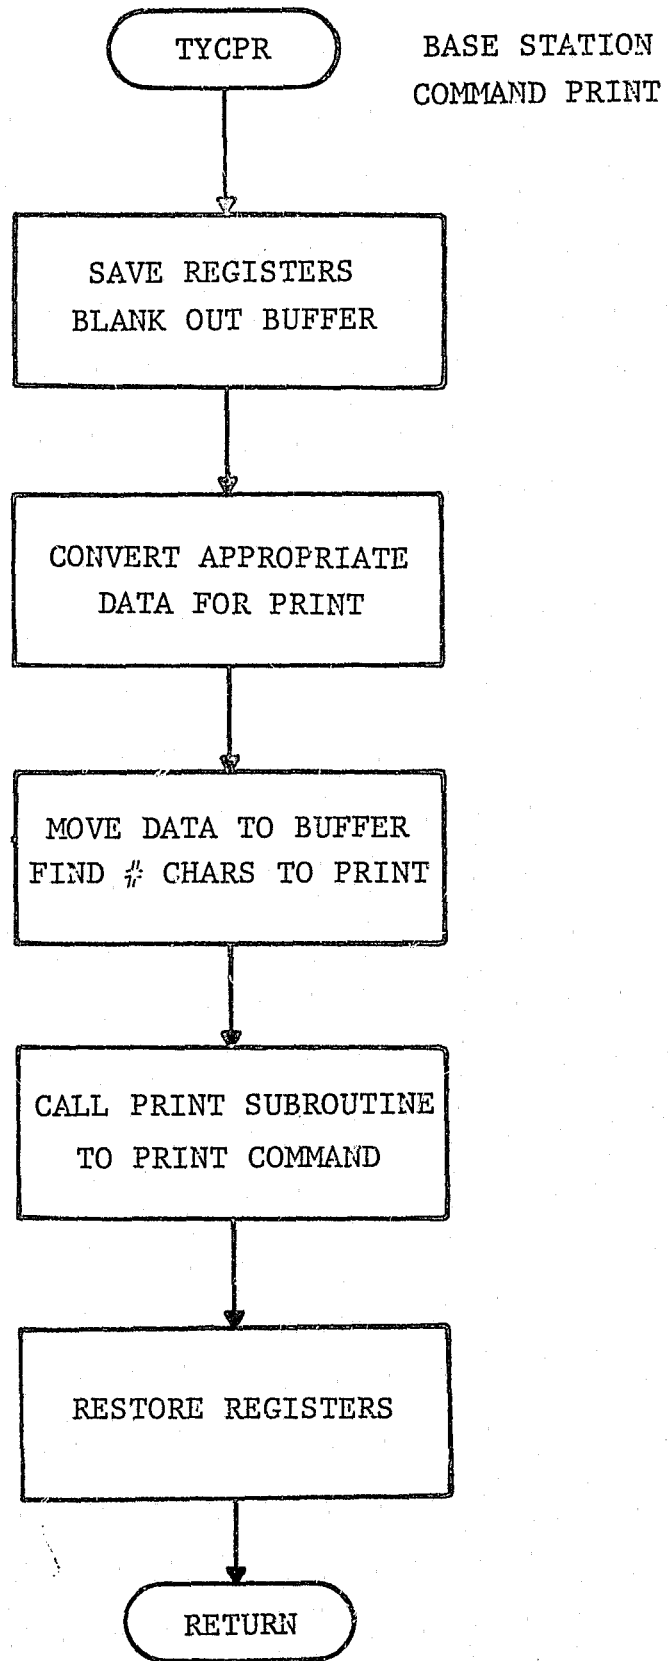 TYCPR
BASE STATION
COMMAND PRINT
SAVE REGISTERS
BLANK OUT BUFFER
CONVERT APPROPRIATE
DATA FOR PRINT
MOVE DATA TO BUFFER
FIND # CHARS TO PRINT
CALL PRINT SUBROUTINE
TO PRINT COMMAND
RESTORE REGISTERS
RETURN